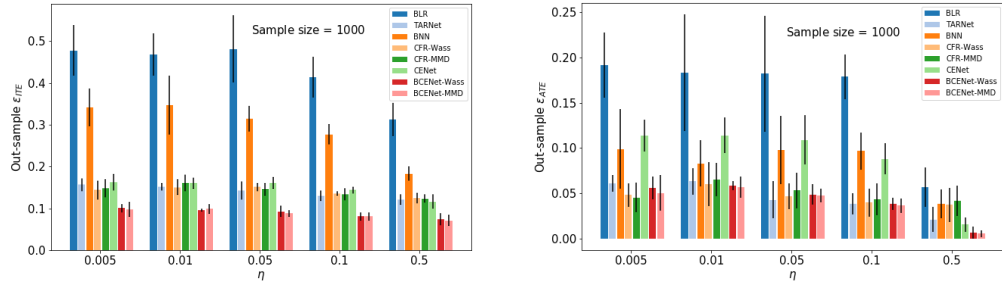 Sample size = 1000
BLR
TARNet
BNN
CFR-Wass
CFR-MMD
CENet
BCENet-Wass
BCENet-MMD
Out-sample ε_ITE
0.5
0.4
0.3
0.2
0.1
0.0
0.005 0.01 0.05 0.1 0.5
η
Sample size = 1000
BLR
TARNet
BNN
CFR-Wass
CFR-MMD
CENet
BCENet-Wass
BCENet-MMD
Out-sample ε_ATE
0.25
0.20
0.15
0.10
0.05
0.00
0.005 0.01 0.05 0.1 0.5
η